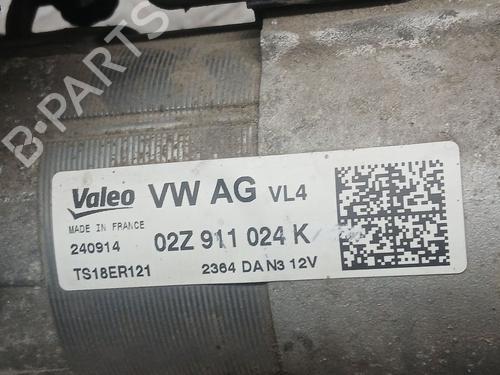 B-PARTS
Valeo VW AG VL4
MADE IN FRANCE
240914 02Z 911 024 K
TS18ER121 2364 DA N3 12V